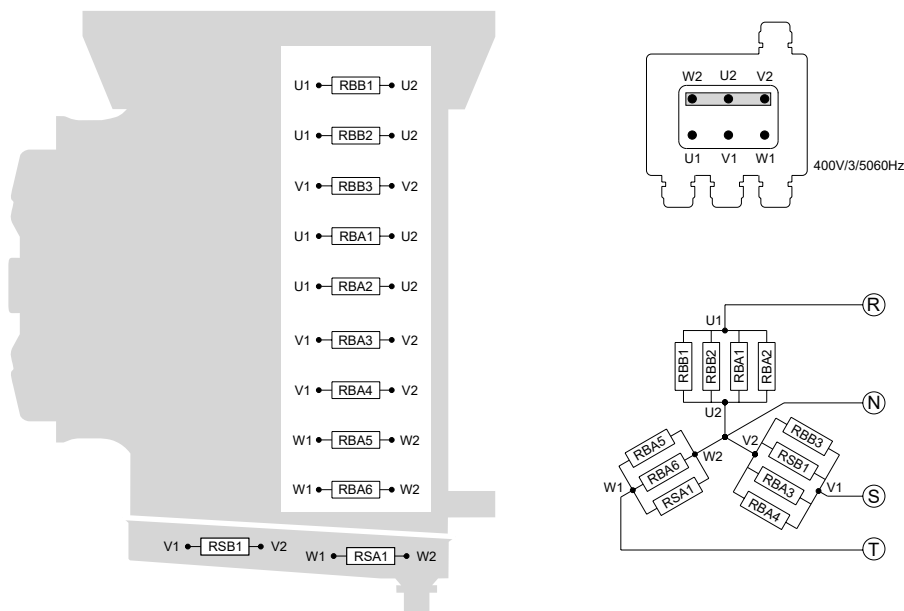 U1 RBB1 U2
U1 RBB2 U2
V1 RBB3 V2
U1 RBA1 U2
U1 RBA2 U2
V1 RBA3 V2
V1 RBA4 V2
W1 RBA5 W2
W1 RBA6 W2
V1 RSB1 V2
W1 RSA1 W2
W2 U2 V2
U1 V1 W1
400V/3/5060Hz
R
U1
RBB1 RBB2 RBA1 RBA2
U2
N
RBA5
RBA6
RSA1
W1
W2
V2
RBB3
RSB1
RBA3
RBA4
V1
S
T